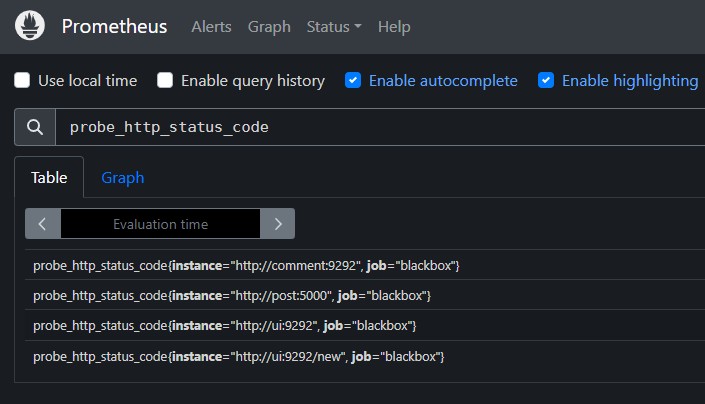 Prometheus Alerts Graph Status Help
Use local time Enable query history Enable autocomplete Enable highlighting
probe_http_status_code
Table Graph
Evaluation time
probe_http_status_code{instance="http://comment:9292", job="blackbox"}
probe_http_status_code{instance="http://post:5000", job="blackbox"}
probe_http_status_code{instance="http://ui:9292", job="blackbox"}
probe_http_status_code{instance="http://ui:9292/new", job="blackbox"}